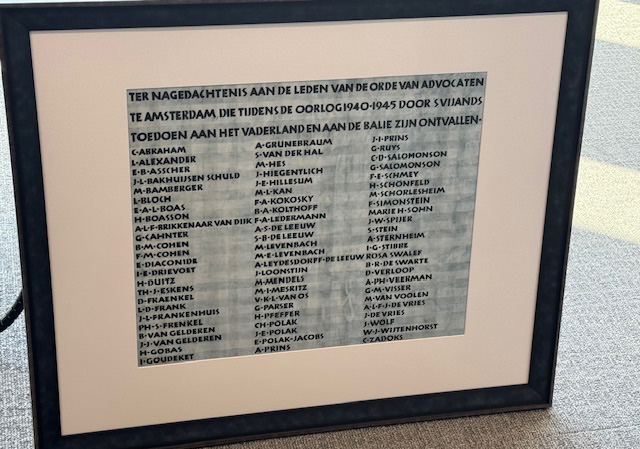 TER NAGEDACHTENIS AAN DE LEDEN VAN DE ORDE VAN ADVOCATEN
TE AMSTERDAM DIE TIJDENS DE OORLOG 1940-1945 DOOR S VIJANDS
TOEDOEN AAN HET VADERLAND EN AAN DE BALIE ZIJN ONTVALLEN·
C·ABRAHAM
L·ALEXANDER
E·B·ASSCHER
J·L·BAKHUIJSEN SCHULD
M·BAMBERGER
L·BLOCH
E·A·L·BOAS
H·BOASSON
A·L·F·BRIKKENAAR VAN DIJK
G·CAHNTER
B·M·COHEN
F·M·COHEN
E·DIACONIDE
I·E·DRIEVOET
H·DUITZ
TH·J·ESKENS
D·FRAENKEL
L·D·FRANK
J·L·FRANKENHUIS
PH·S·FRENKEL
B·VAN GELDEREN
J·J·VAN GELDEREN
H·GOBAS
I·GOUDEKET
A·GRÜNEBRAUM
S·VAN DER HAL
M·HES
J·HIEGENTLICH
J·E·HILLESUM
M·L·KAN
F·A·KOKOSKY
B·A·KOLTHOFF
F·A·LEDERMANN
A·S·DE LEEUW
S·B·DE LEEUW
M·LEVENBACH
M·E·LEVENBACH
A·LEYDESDORFF-DE LEEUW
J·LOONSTIJN
M·MENDELS
M·I·MESRITZ
V·K·L·VAN OS
G·PARSER
H·PFEFFER
CH·POLAK
J·E·POLAK
E·POLAK-JACOBS
A·PRINS
J·I·PRINS
G·RUYS
C·D·SALOMONSON
G·SALOMONSON
F·E·SCHMEY
H·SCHONFELD
M·SCHORLESHEIM
F·SIMONSTEIN
MARIE H·SOHN
J·W·SPIJER
S·STEIN
A·STERNHEIM
I·G·STIBBE
ROSA SWALEF
B·R·DE SWARTE
D·VERLOOP
A·PH·VEERMAN
G·M·VISSER
M·VAN VOOLEN
A·L·F·J·DE VRIES
J·DE VRIES
J·WOLF
W·J·WIJTENHORST
C·ZADOKS